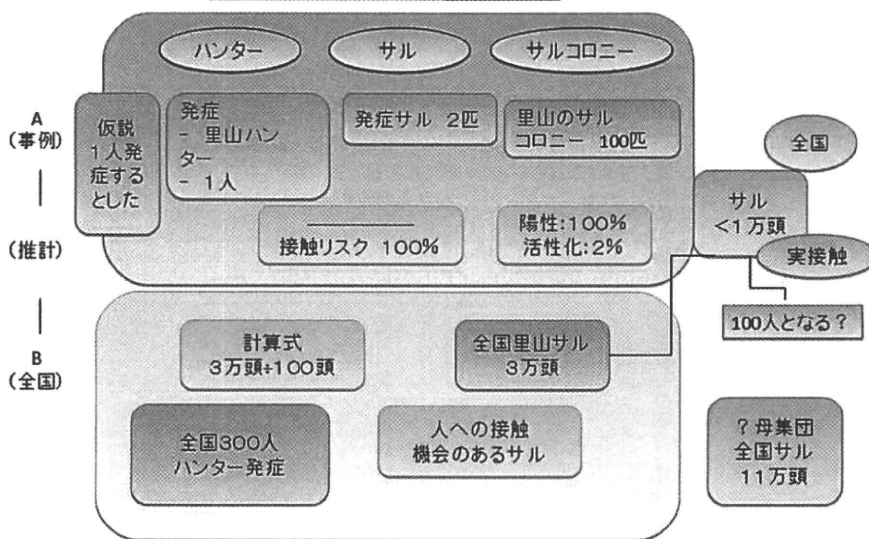 ハンター
サル
サルコロニー
A
(事例)
仮説
1人発
症する
とした
発症
- 里山ハン
ター
- 1人
発症サル 2匹
里山のサル
コロニー 100匹
全国
サル
<1万頭
(推計)
接触リスク 100%
陽性:100%
活性化:2%
実接触
100人となる?
B
(全国)
計算式
3万頭÷100頭
全国里山サル
3万頭
全国300人
ハンター発症
人への接触
機会のあるサル
?母集団
全国サル
11万頭